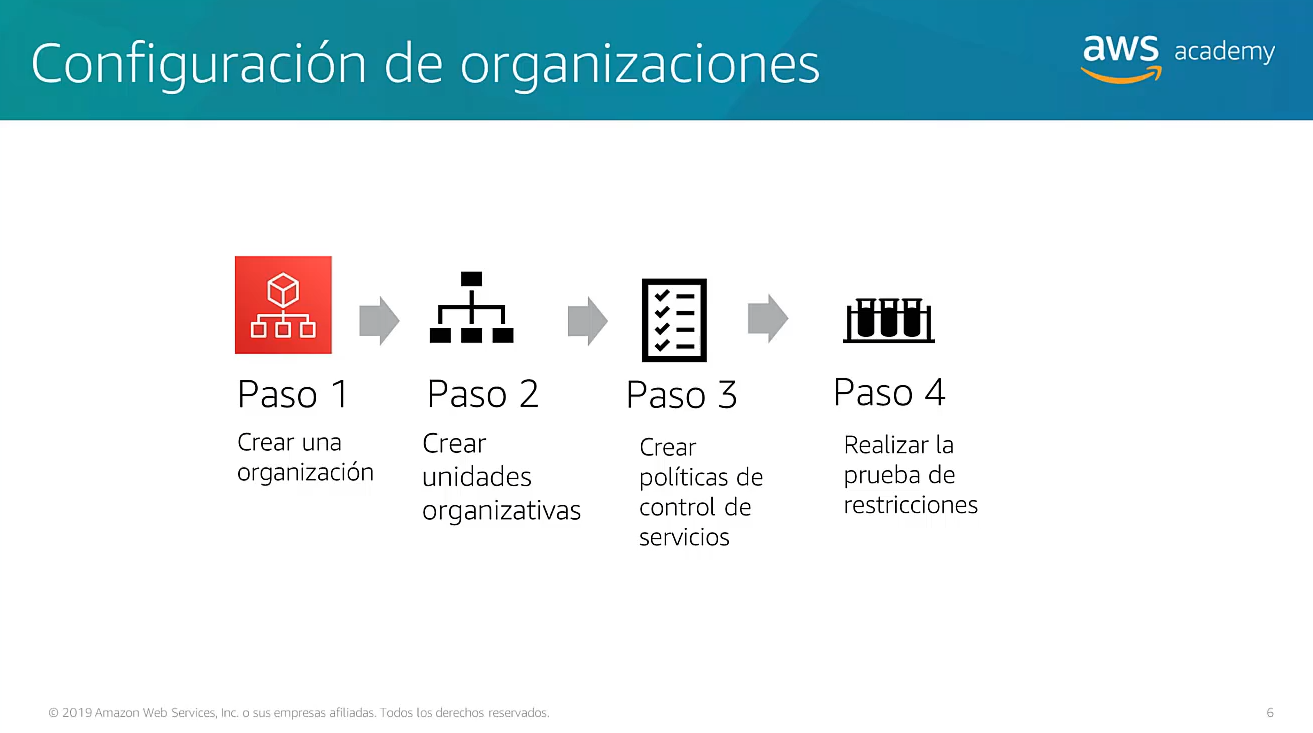 Configuración de organizaciones
aws academy
Paso 1
Crear una
organización
Paso 2
Crear
unidades
organizativas
Paso 3
Crear
políticas de
control de
servicios
Paso 4
Realizar la
prueba de
restricciones
© 2019 Amazon Web Services, Inc. o sus empresas afiliadas. Todos los derechos reservados.
6